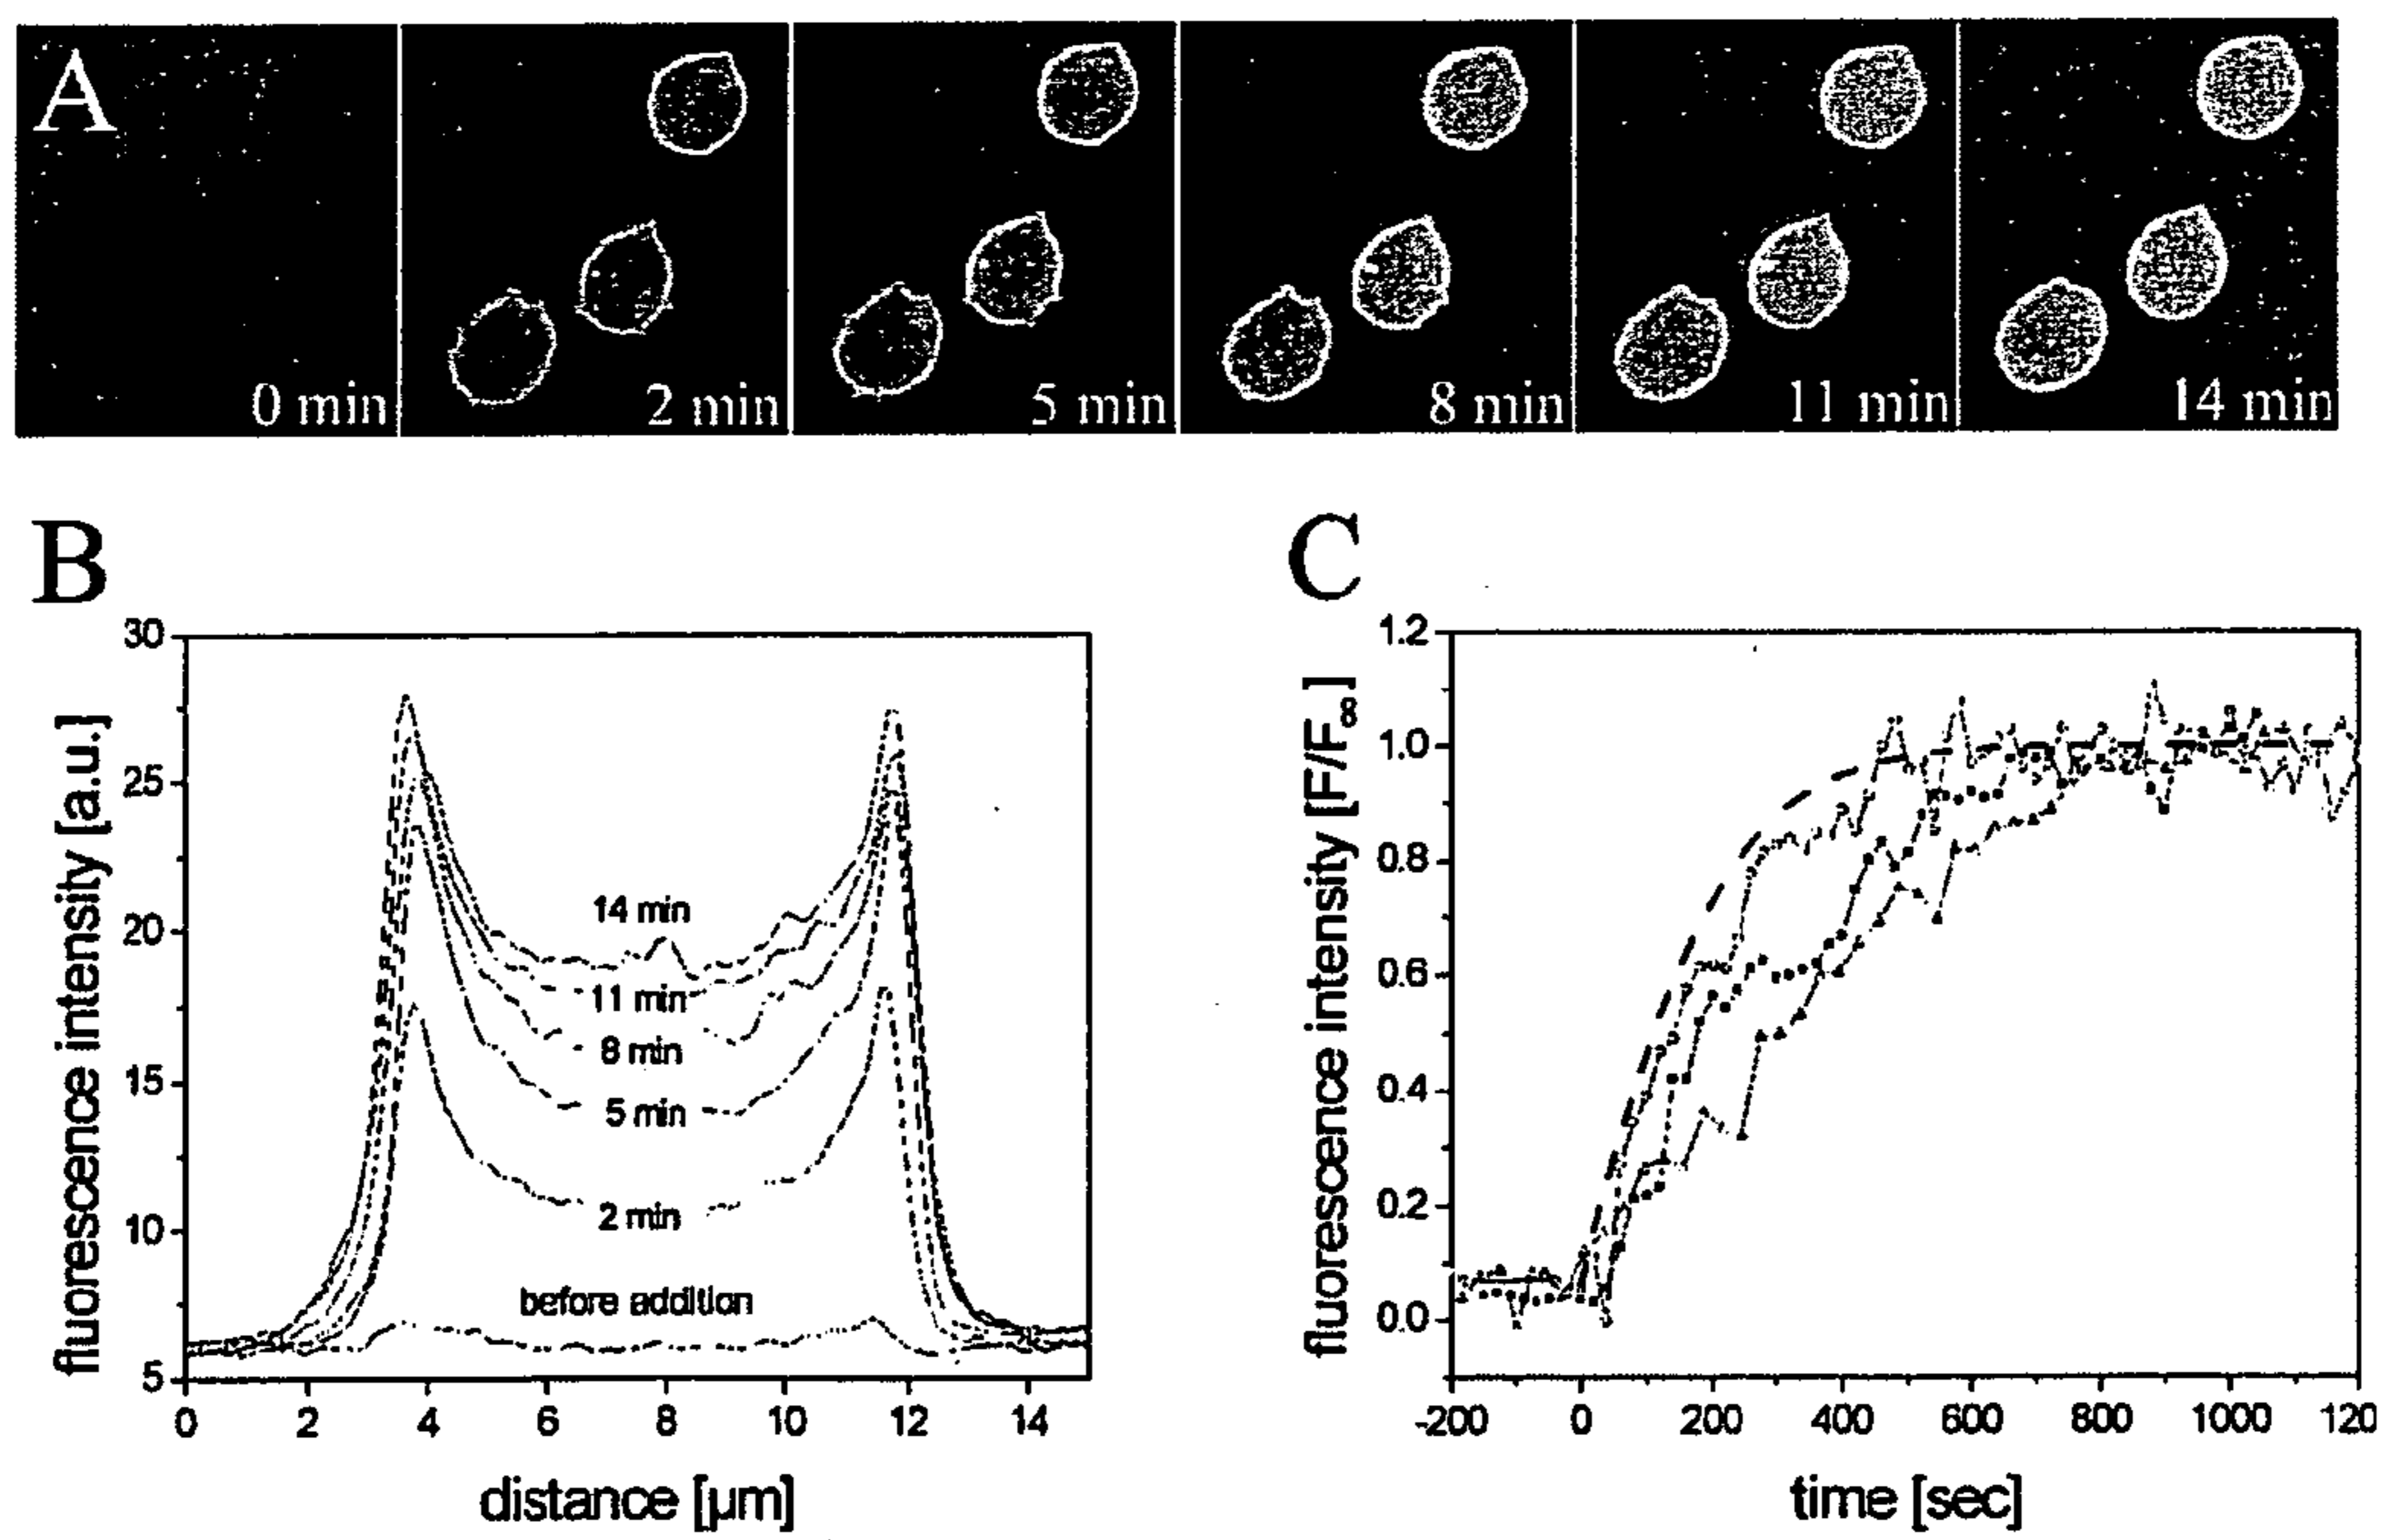 A
0 min
2 min
5 min
8 min
11 min
14 min
B
fluorescence intensity [a.u.]
30
25
20
15
10
5
14 min
11 min
8 min
5 min
2 min
before addition
0 2 4 6 8 10 12 14
distance [µm]
C
fluorescence intensity [F/F∞]
1.2
1.0
0.8
0.6
0.4
0.2
0.0
-200 0 200 400 600 800 1000 120
time [sec]